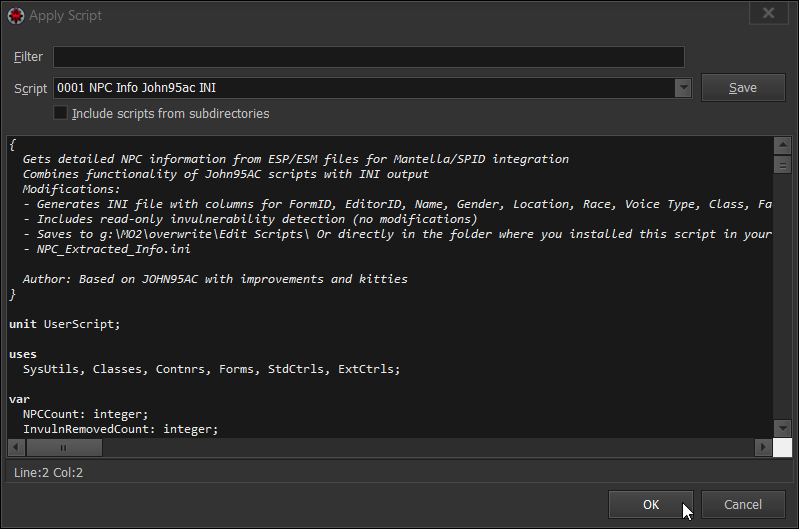 Apply Script
Filter
Script 0001 NPC Info John95ac INI Save
Include scripts from subdirectories
{
Gets detailed NPC information from ESP/ESM files for Mantella/SPID integration
Combines functionality of John95AC scripts with INI output
Modifications:
- Generates INI file with columns for FormID, EditorID, Name, Gender, Location, Race, Voice Type, Class, Fa
- Includes read-only invulnerability detection (no modifications)
- Saves to g:\MO2\overwrite\Edit Scripts\ Or directly in the folder where you installed this script in your
- NPC_Extracted_Info.ini
Author: Based on JOHN95AC with improvements and kitties
}
unit UserScript;
uses
SysUtils, Classes, Contnrs, Forms, StdCtrls, ExtCtrls;
var
NPCCount: integer;
InvulnRemovedCount: integer;
Line:2 Col:2
OK Cancel